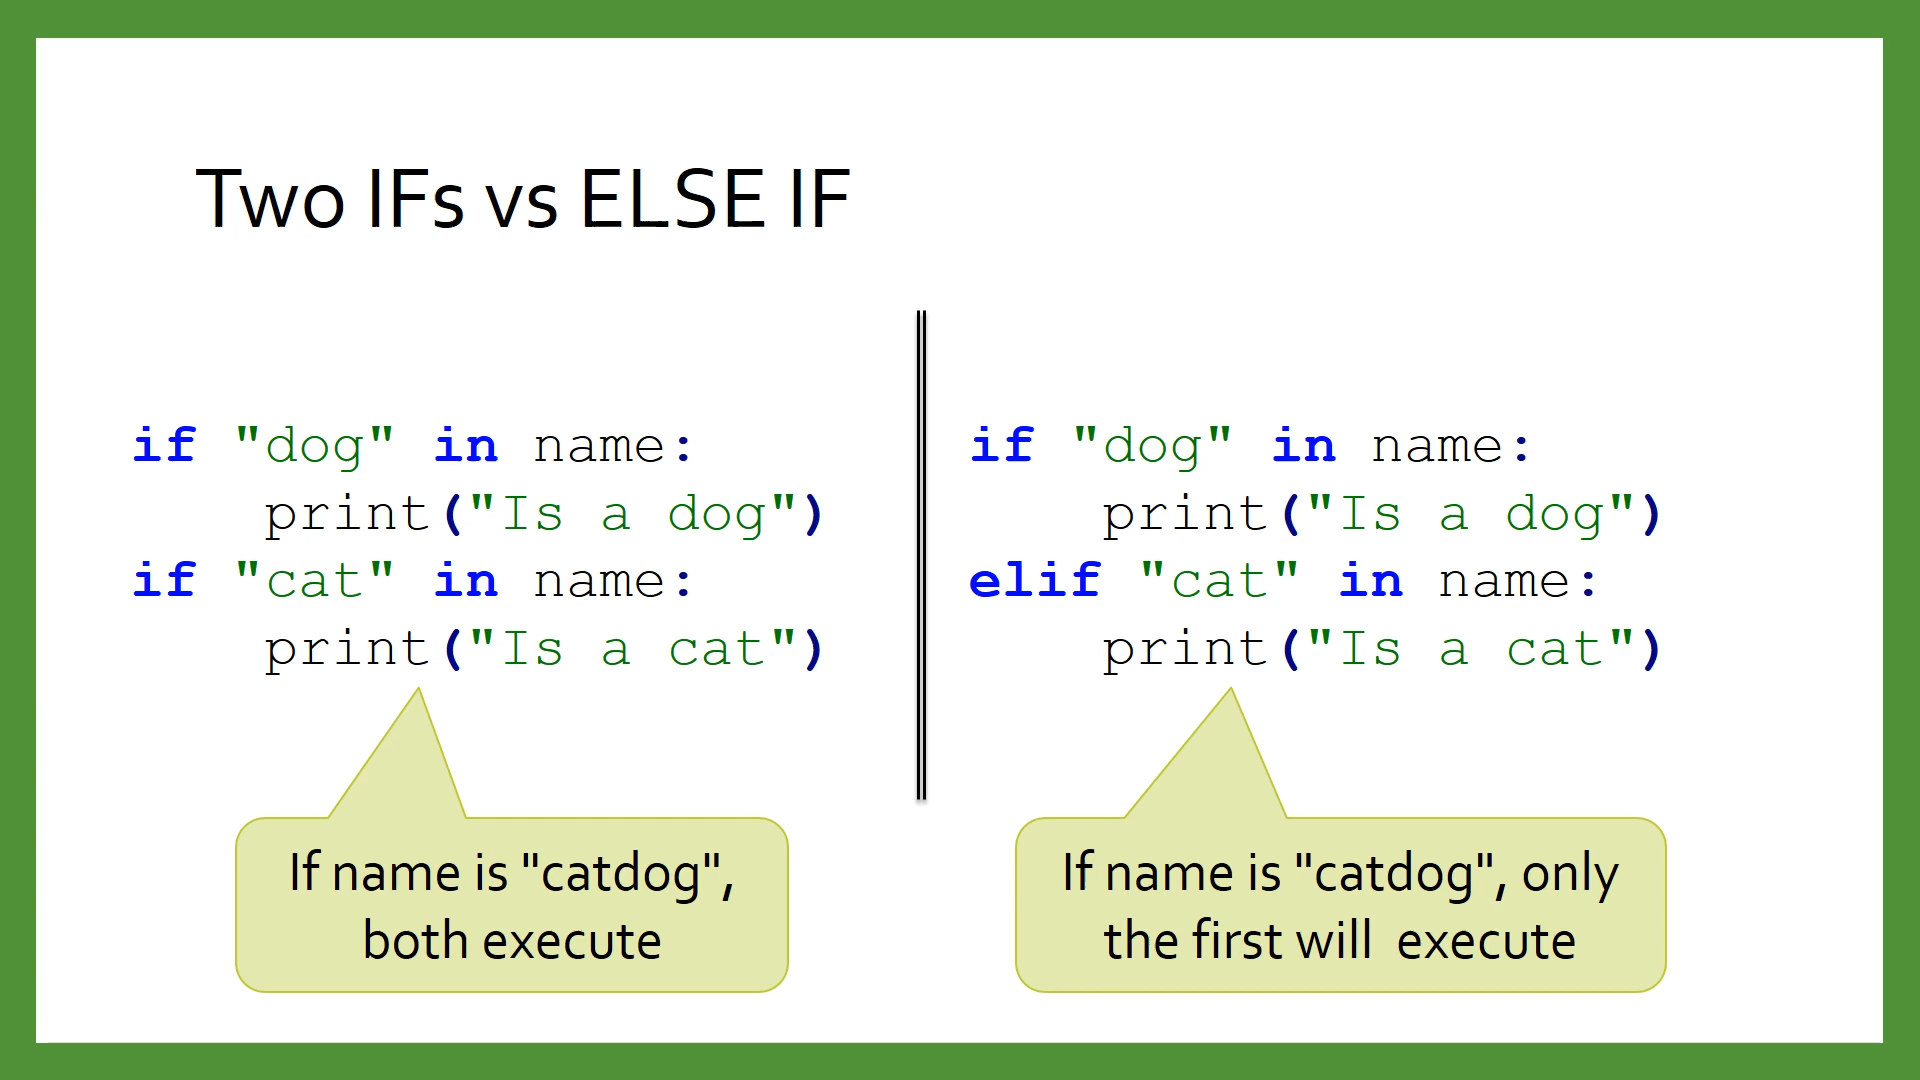 Two IFs vs ELSE IF
if "dog" in name:
    print("Is a dog")
if "cat" in name:
    print("Is a cat")
If name is "catdog",
both execute
if "dog" in name:
    print("Is a dog")
elif "cat" in name:
    print("Is a cat")
If name is "catdog", only
the first will  execute